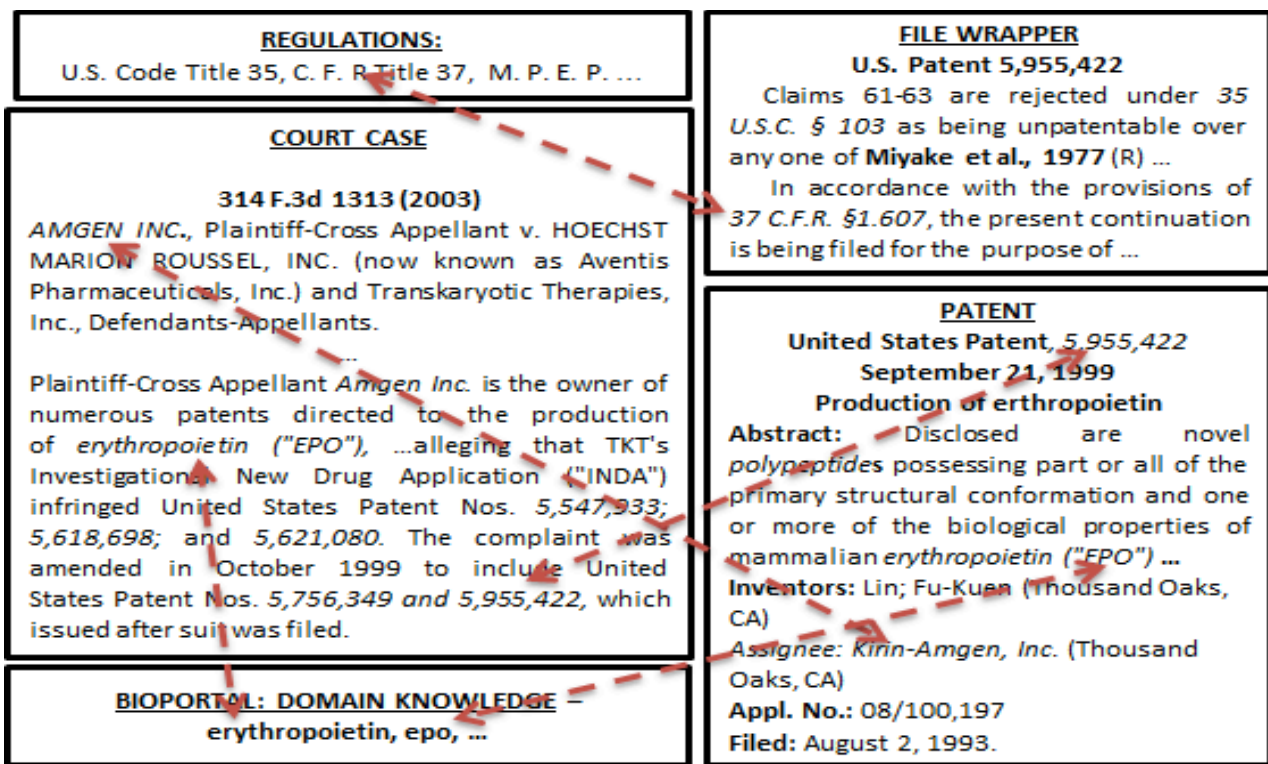 REGULATIONS:
U.S. Code Title 35, C. F. R Title 37, M. P. E. P. ...
COURT CASE
314 F.3d 1313 (2003)
AMGEN INC., Plaintiff-Cross Appellant v. HOECHST
MARION ROUSSEL, INC. (now known as Aventis
Pharmaceuticals, Inc.) and Transkaryotic Therapies,
Inc., Defendants-Appellants.
...
Plaintiff-Cross Appellant Amgen Inc. is the owner of
numerous patents directed to the production
of erythropoietin ("EPO"), ...alleging that TKT's
Investigational New Drug Application ("INDA")
infringed United States Patent Nos. 5,547,933;
5,618,698; and 5,621,080. The complaint was
amended in October 1999 to include United
States Patent Nos. 5,756,349 and 5,955,422, which
issued after suit was filed.
BIOPORTAL: DOMAIN KNOWLEDGE –
erythropoietin, epo, ...
FILE WRAPPER
U.S. Patent 5,955,422
Claims 61-63 are rejected under 35
U.S.C. § 103 as being unpatentable over
any one of Miyake et al., 1977 (R) ...
In accordance with the provisions of
37 C.F.R. §1.607, the present continuation
is being filed for the purpose of ...
PATENT
United States Patent, 5,955,422
September 21, 1999
Production of erthropoietin
Abstract: Disclosed are novel
polypeptides possessing part or all of the
primary structural conformation and one
or more of the biological properties of
mammalian erythropoietin ("EPO") ...
Inventors: Lin; Fu-Kuen (Thousand Oaks,
CA)
Assignee: Kirin-Amgen, Inc. (Thousand
Oaks, CA)
Appl. No.: 08/100,197
Filed: August 2, 1993.